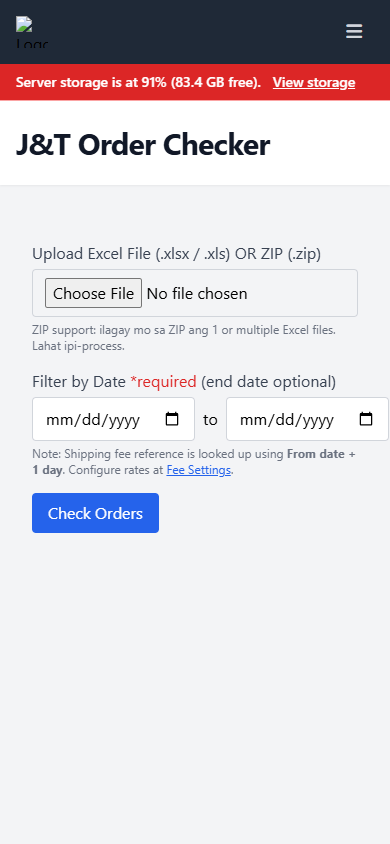 Logo
Server storage is at 91% (83.4 GB free). View storage
J&T Order Checker
Upload Excel File (.xlsx / .xls) OR ZIP (.zip)
Choose File No file chosen
ZIP support: ilagay mo sa ZIP ang 1 or multiple Excel files.
Lahat ipi-process.
Filter by Date *required (end date optional)
mm/dd/yyyy to mm/dd/yyyy
Note: Shipping fee reference is looked up using From date +
1 day. Configure rates at Fee Settings.
Check Orders